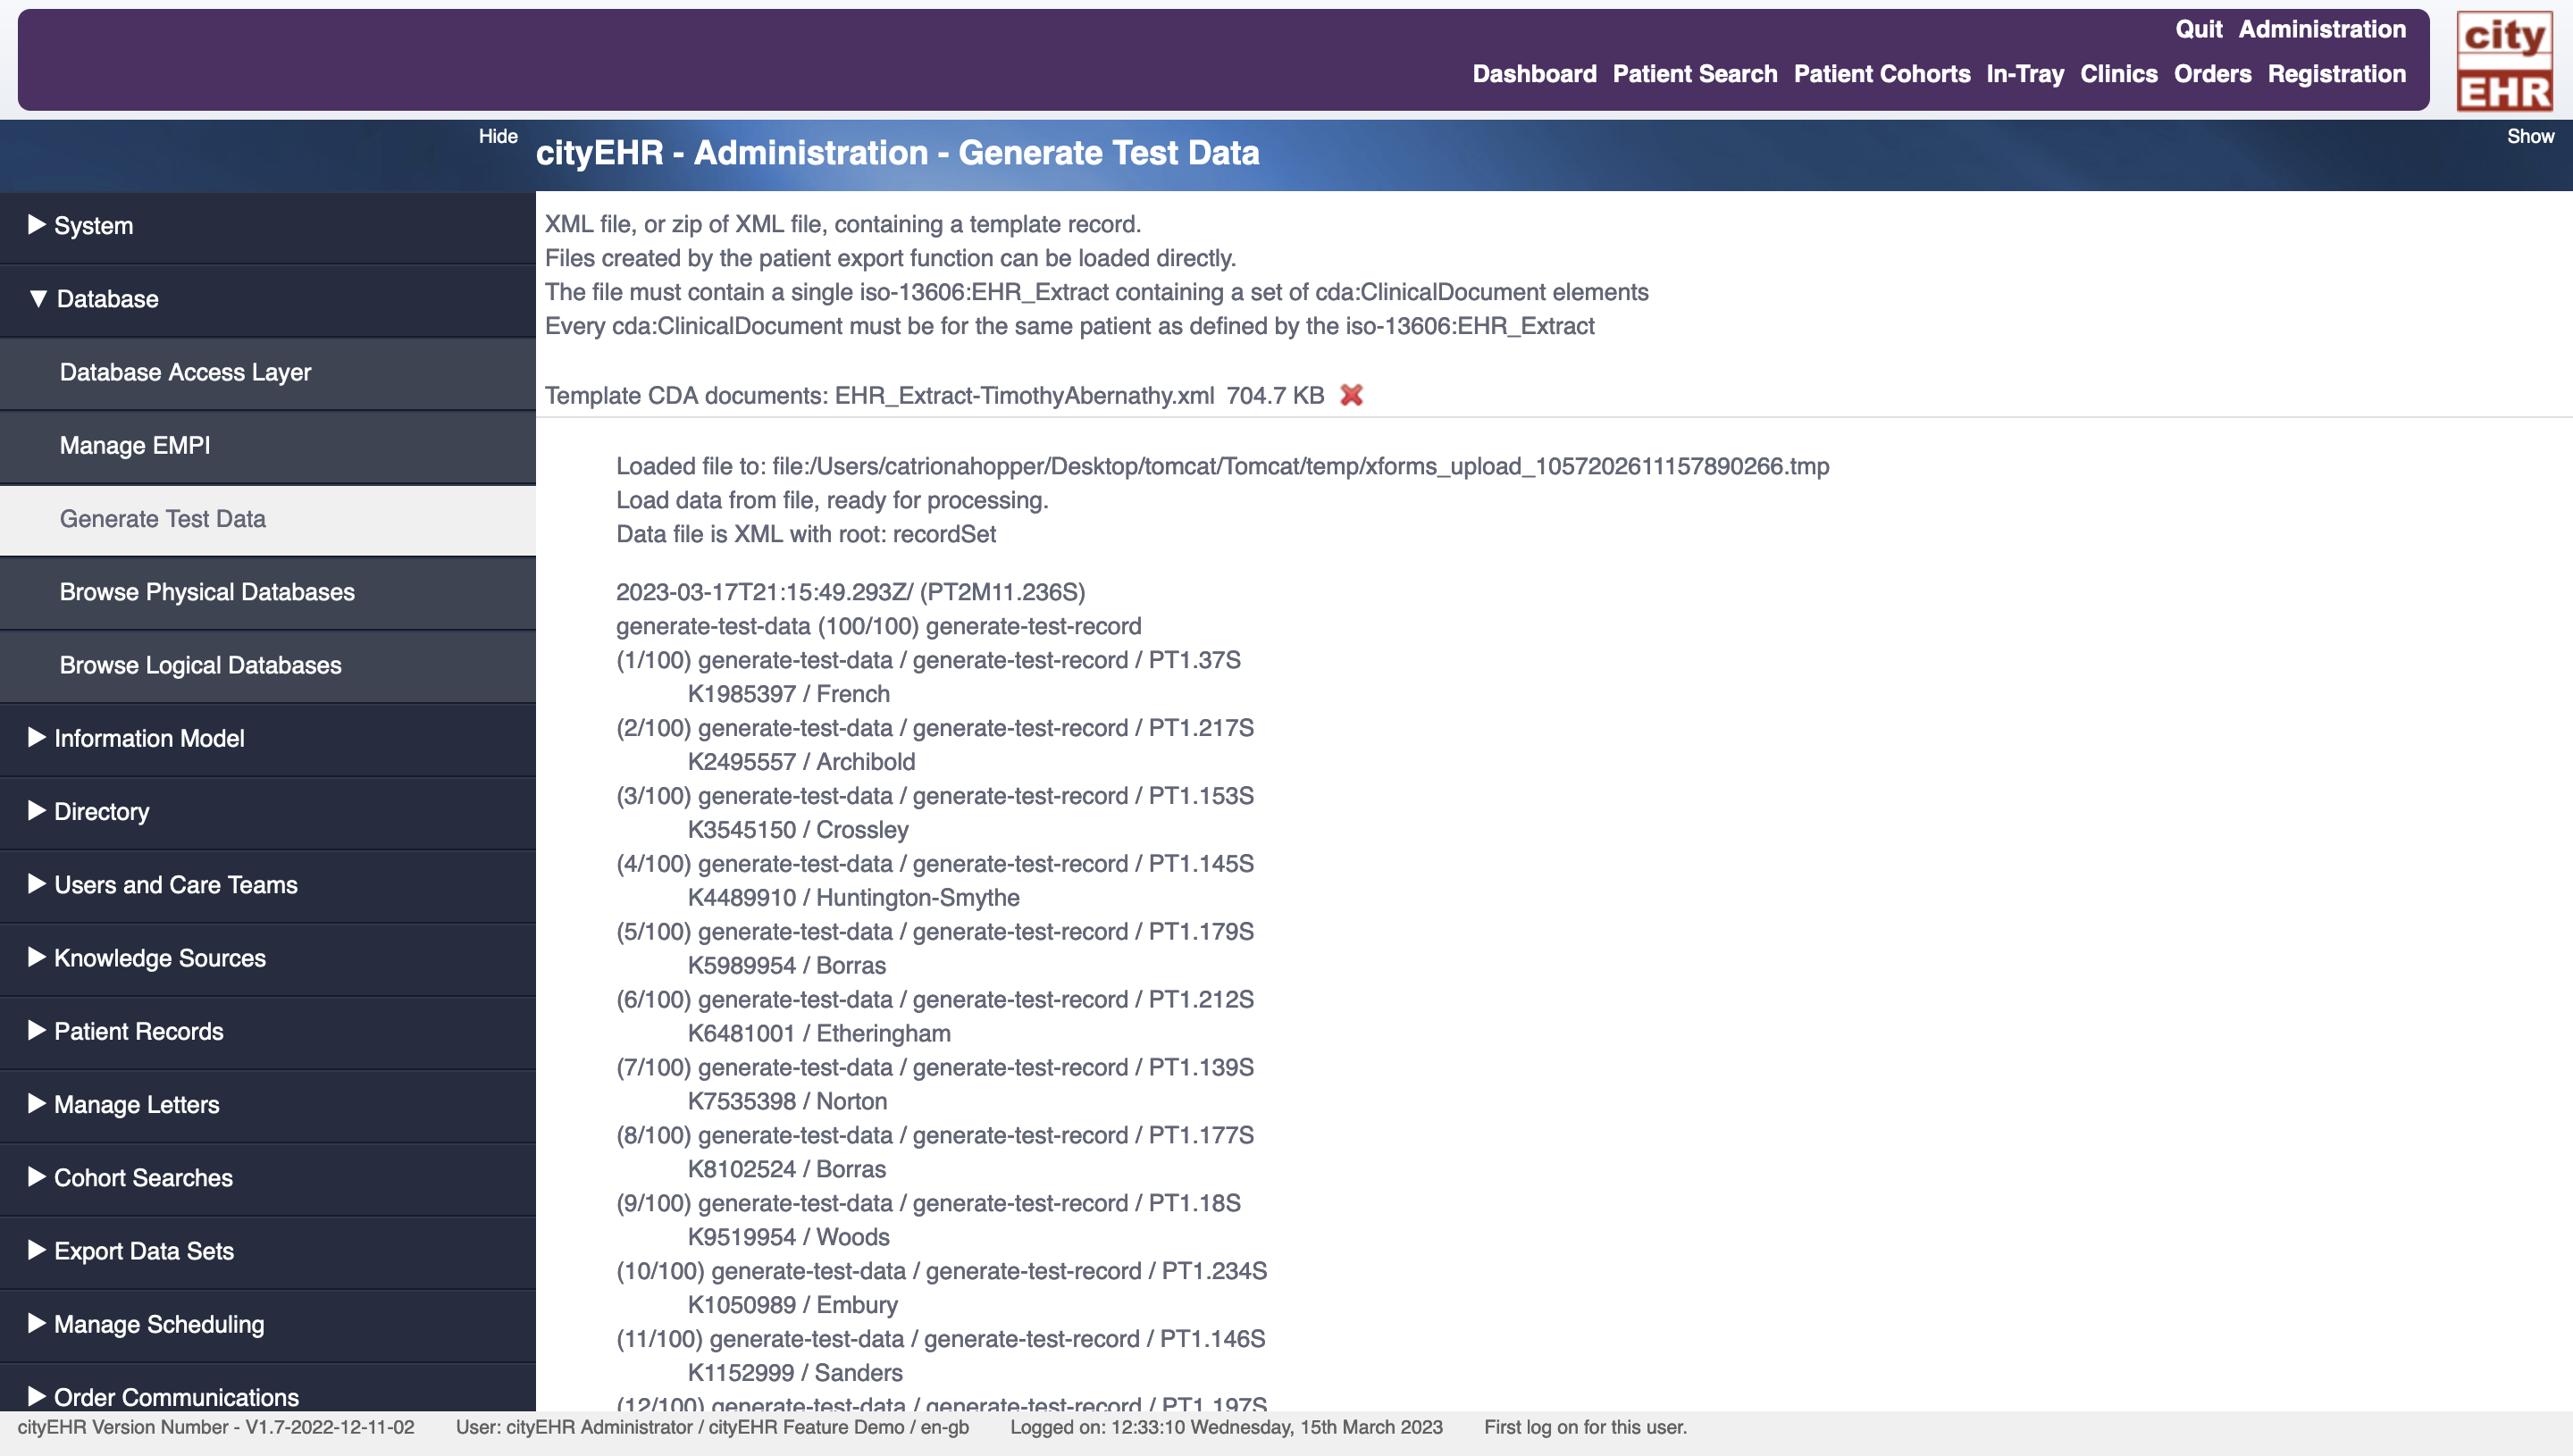 Quit Administration
Dashboard Patient Search Patient Cohorts In-Tray Clinics Orders Registration
city
EHR
Hide
cityEHR - Administration - Generate Test Data
Show
System
Database
Database Access Layer
Manage EMPI
Generate Test Data
Browse Physical Databases
Browse Logical Databases
Information Model
Directory
Users and Care Teams
Knowledge Sources
Patient Records
Manage Letters
Cohort Searches
Export Data Sets
Manage Scheduling
Order Communications
XML file, or zip of XML file, containing a template record.
Files created by the patient export function can be loaded directly.
The file must contain a single iso-13606:EHR_Extract containing a set of cda:ClinicalDocument elements
Every cda:ClinicalDocument must be for the same patient as defined by the iso-13606:EHR_Extract
Template CDA documents: EHR_Extract-TimothyAbernathy.xml 704.7 KB
Loaded file to: file:/Users/catrionahopper/Desktop/tomcat/Tomcat/temp/xforms_upload_1057202611157890266.tmp
Load data from file, ready for processing.
Data file is XML with root: recordSet
2023-03-17T21:15:49.293Z/ (PT2M11.236S)
generate-test-data (100/100) generate-test-record
(1/100) generate-test-data / generate-test-record / PT1.37S
K1985397 / French
(2/100) generate-test-data / generate-test-record / PT1.217S
K2495557 / Archibold
(3/100) generate-test-data / generate-test-record / PT1.153S
K3545150 / Crossley
(4/100) generate-test-data / generate-test-record / PT1.145S
K4489910 / Huntington-Smythe
(5/100) generate-test-data / generate-test-record / PT1.179S
K5989954 / Borras
(6/100) generate-test-data / generate-test-record / PT1.212S
K6481001 / Etheringham
(7/100) generate-test-data / generate-test-record / PT1.139S
K7535398 / Norton
(8/100) generate-test-data / generate-test-record / PT1.177S
K8102524 / Borras
(9/100) generate-test-data / generate-test-record / PT1.18S
K9519954 / Woods
(10/100) generate-test-data / generate-test-record / PT1.234S
K1050989 / Embury
(11/100) generate-test-data / generate-test-record / PT1.146S
K1152999 / Sanders
(12/100) generate-test-data / generate-test-record / PT1.197S
cityEHR Version Number - V1.7-2022-12-11-02 User: cityEHR Administrator / cityEHR Feature Demo / en-gb Logged on: 12:33:10 Wednesday, 15th March 2023 First log on for this user.